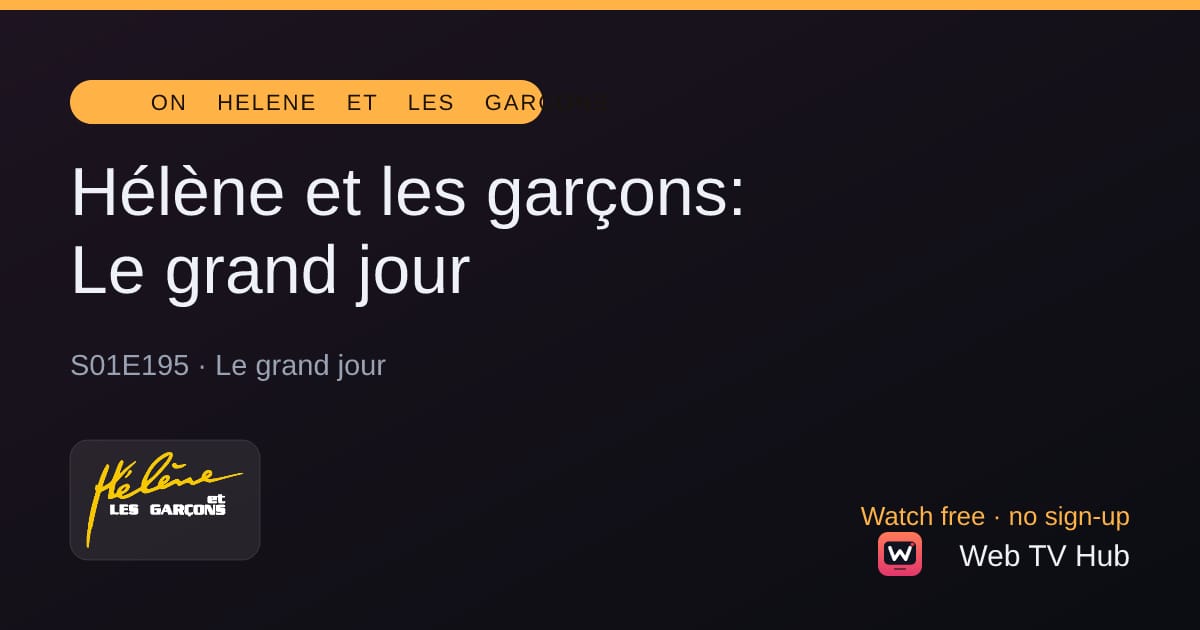 ON HELENE ET LES GARCONS
Hélène et les garçons:
Le grand jour
S01E195 · Le grand jour
Hélène
et
LES GARÇONS
Watch free · no sign-up
W
Web TV Hub